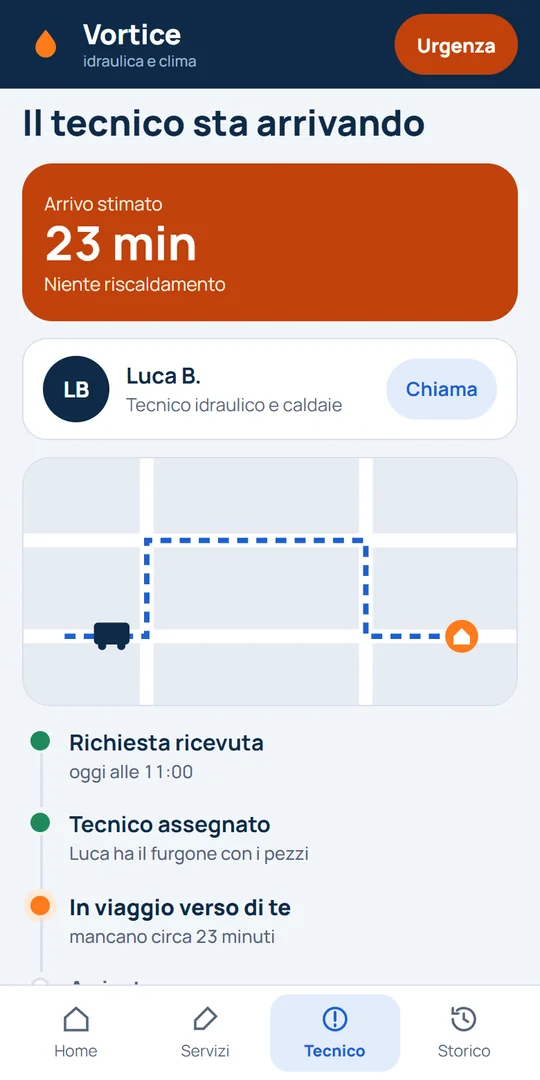 Vortice
idraulica e clima
Urgenza
Il tecnico sta arrivando
Arrivo stimato
23 min
Niente riscaldamento
LB
Luca B.
Tecnico idraulico e caldaie
Chiama
Richiesta ricevuta
oggi alle 11:00
Tecnico assegnato
Luca ha il furgone con i pezzi
In viaggio verso di te
mancano circa 23 minuti
Home
Servizi
Tecnico
Storico